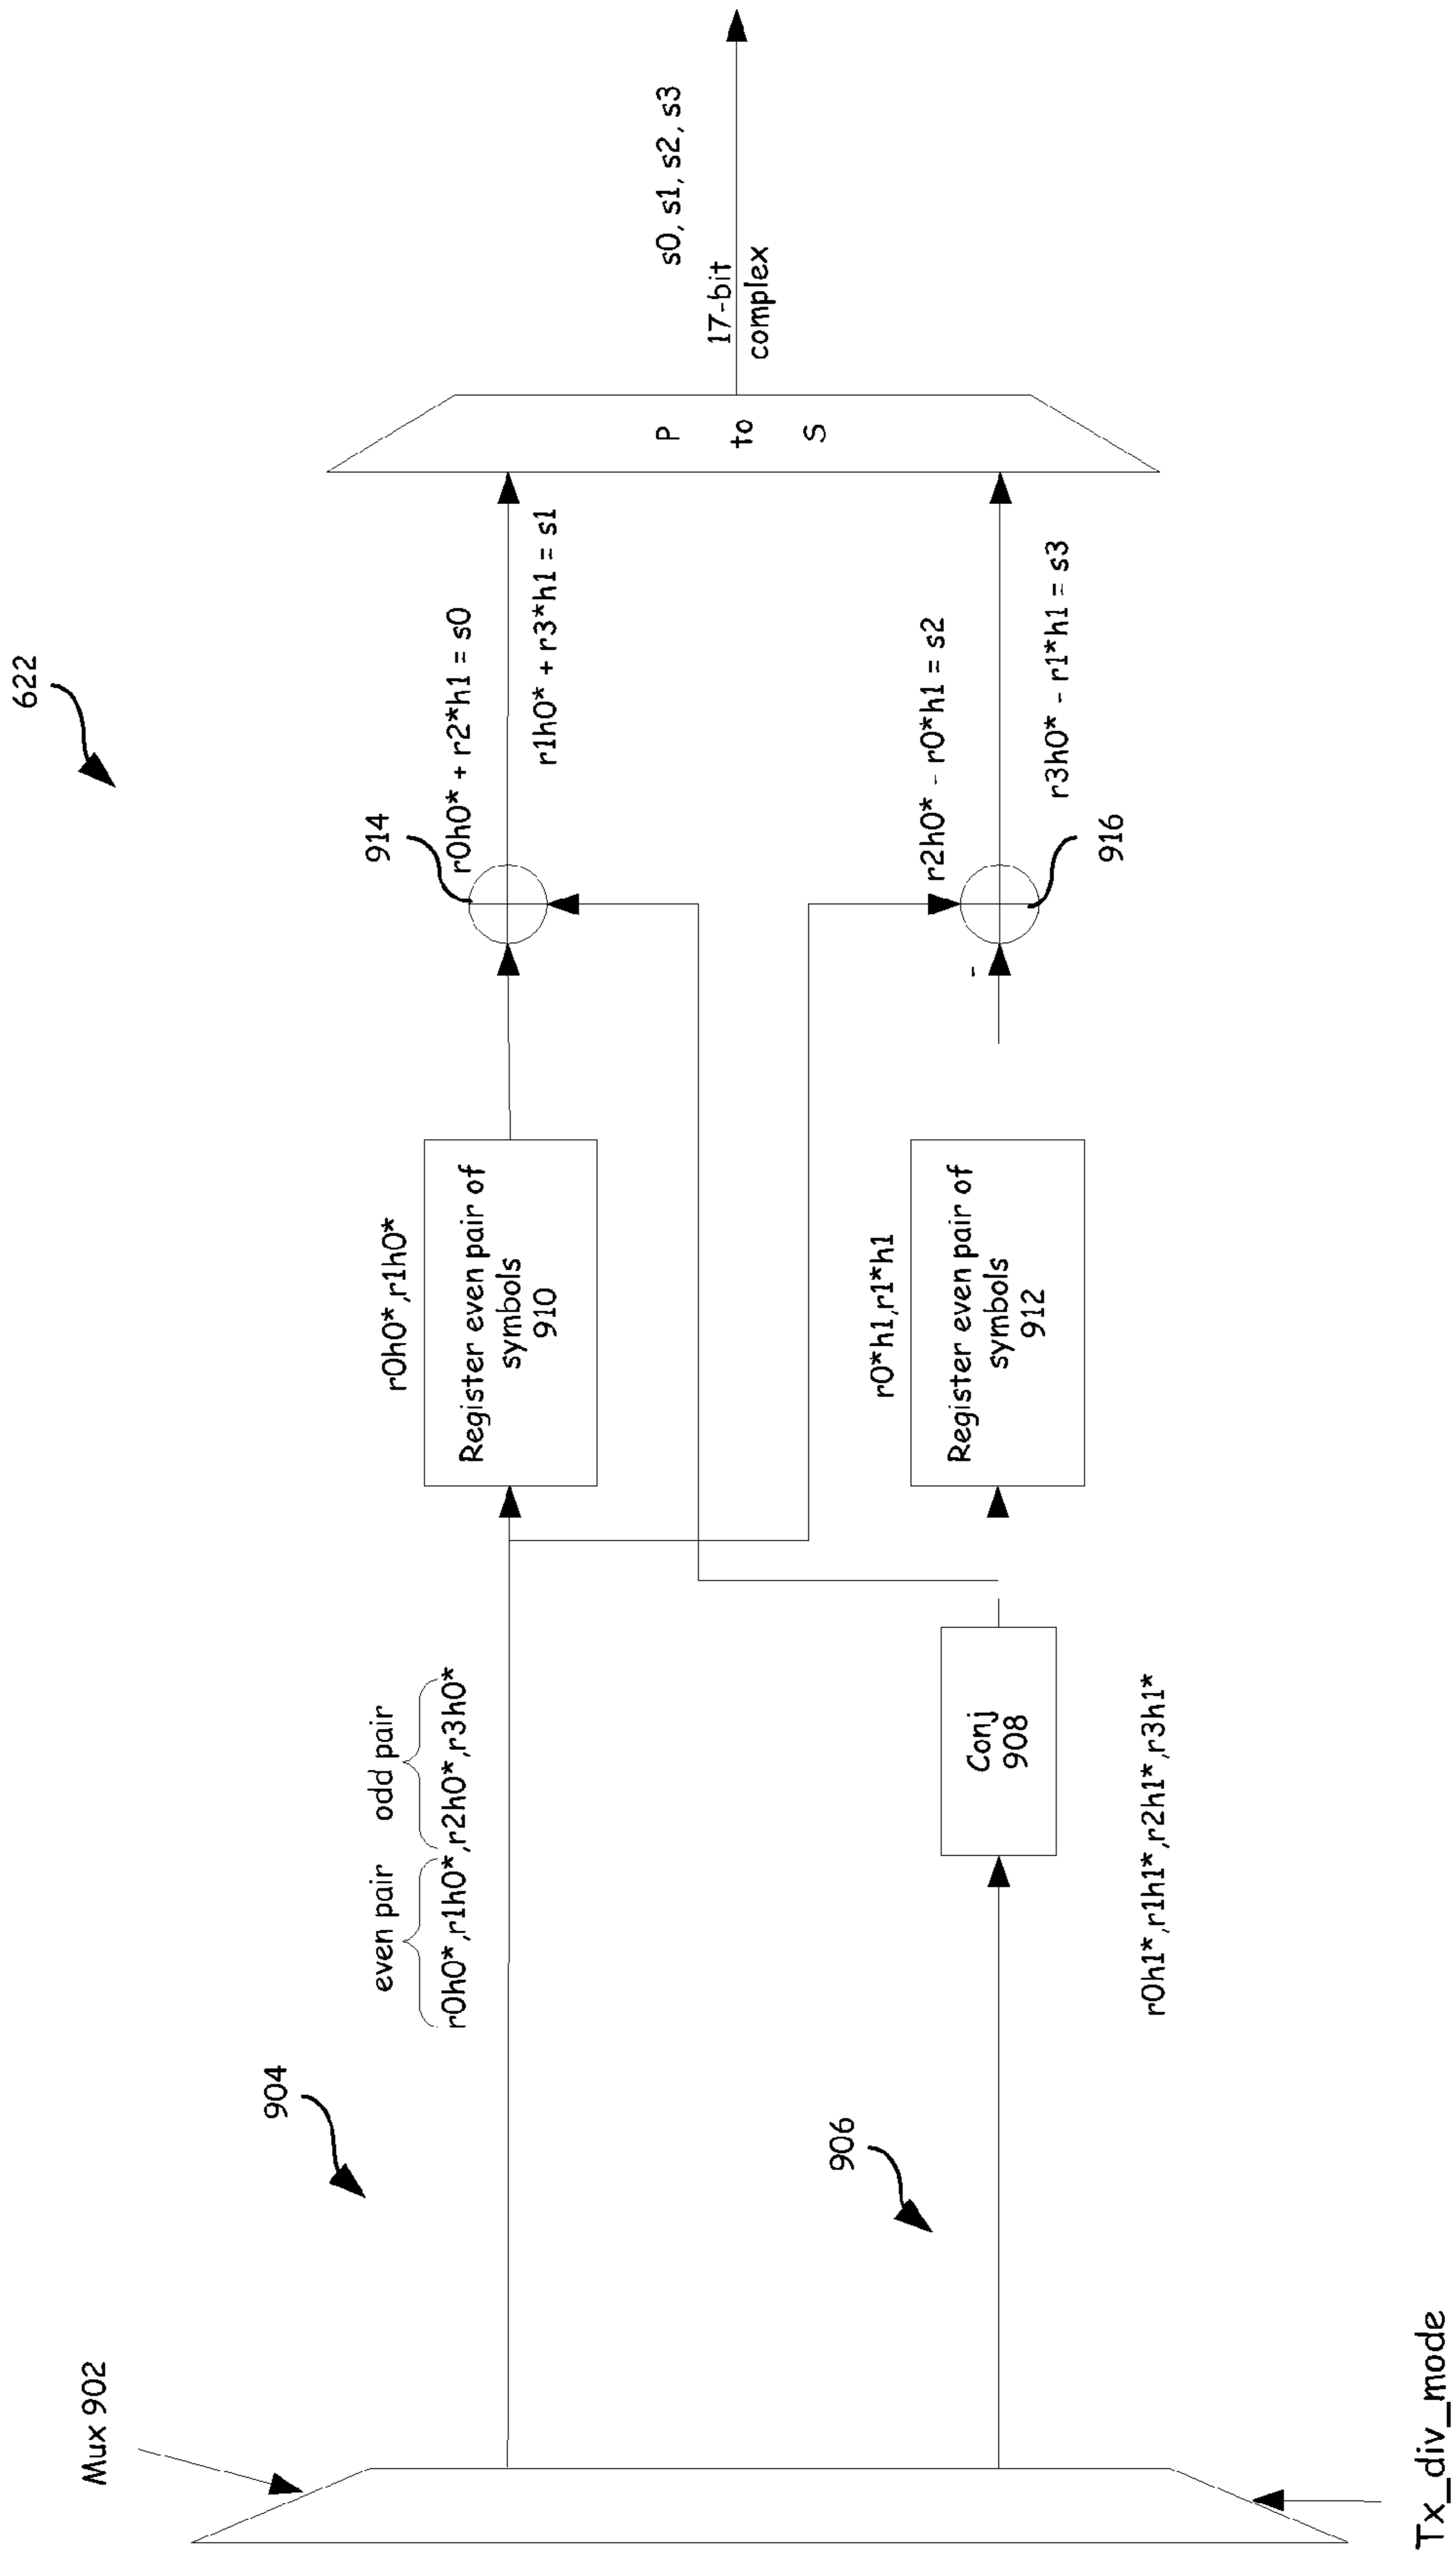 622
Mux 902
904
even pair
odd pair
r0h0*,r1h0*,r2h0*,r3h0*
r0h0*,r1h0*
Register even pair of
symbols
910
914
r0h0* + r2*h1 = s0
r1h0* + r3*h1 = s1
P
to
S
s0, s1, s2, s3
17-bit
complex
906
Conj
908
r0h1*,r1h1*,r2h1*,r3h1*
r0*h1,r1*h1
Register even pair of
symbols
912
-
r2h0* - r0*h1 = s2
r3h0* - r1*h1 = s3
916
Tx_div_mode